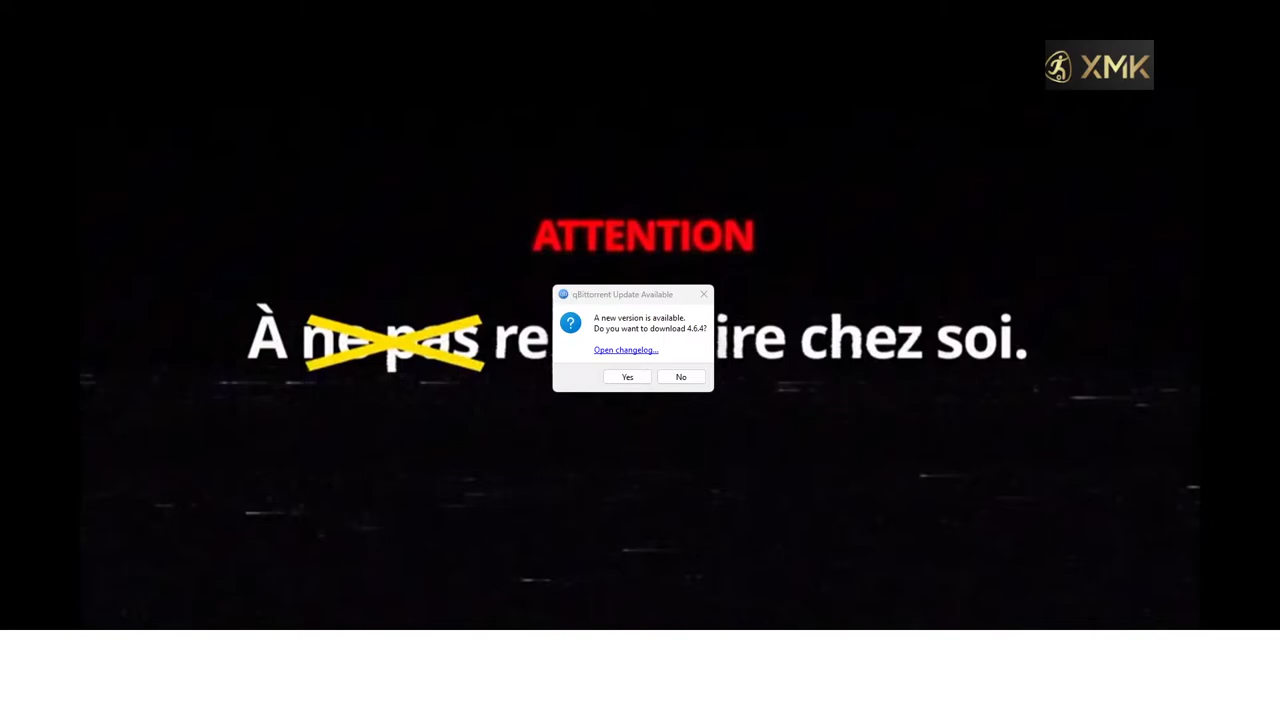 XMK
ATTENTION
qBittorrent Update Available
A new version is available.
Do you want to download 4.6.4?
À ne pas re ire chez soi.
Open changelog...
Yes No